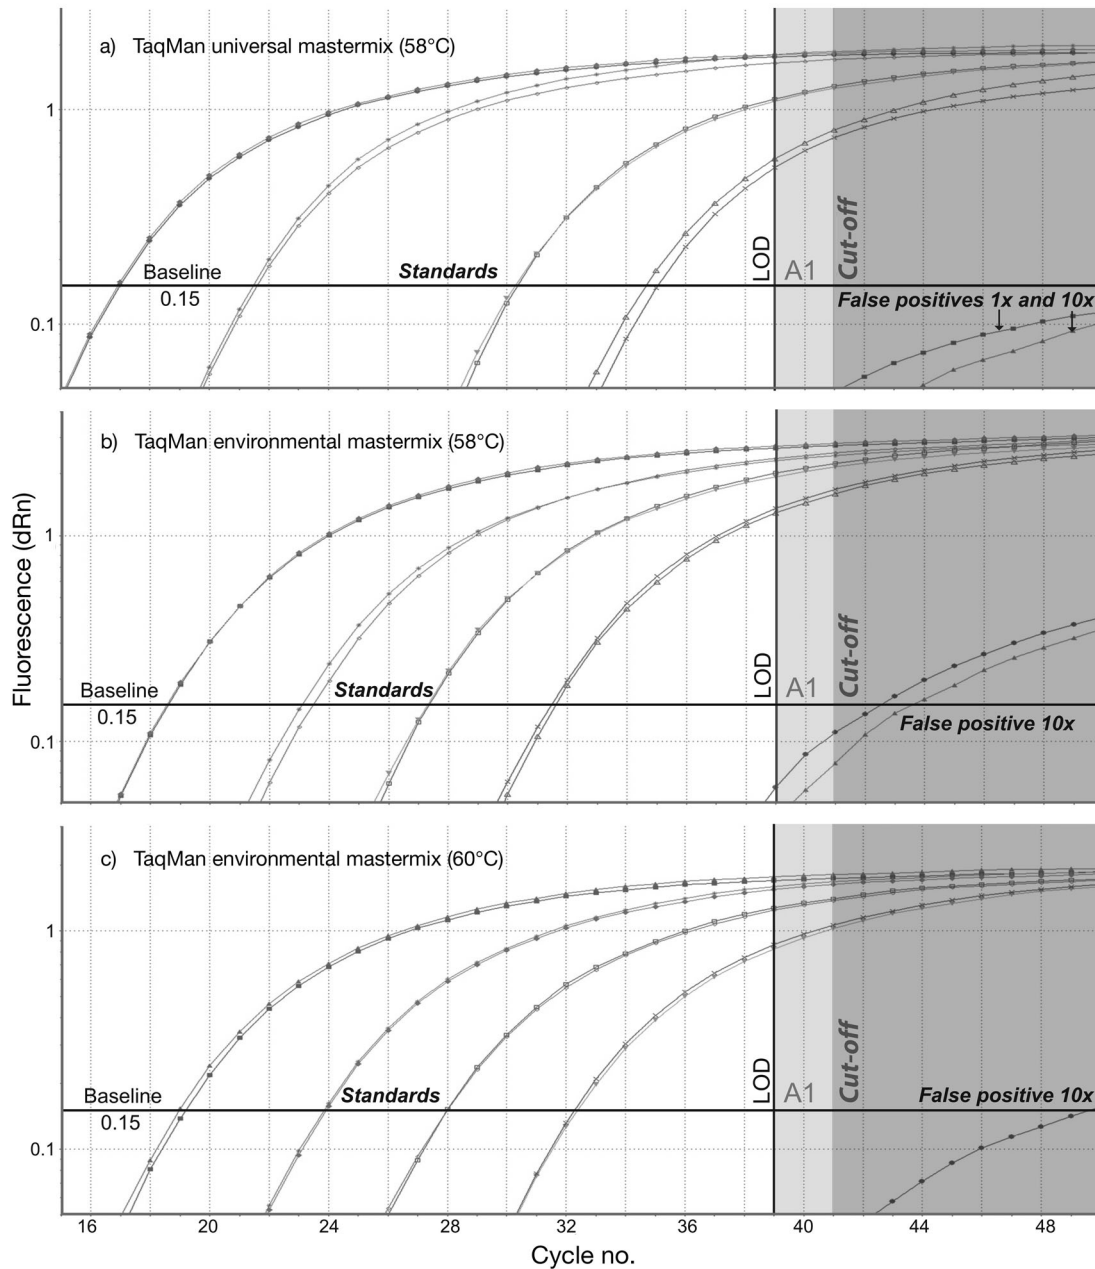 a) TaqMan universal mastermix (58°C)
1
Baseline
0.15
Standards
LOD
A1
Cut-off
False positives 1x and 10x
0.1
b) TaqMan environmental mastermix (58°C)
1
Fluorescence (dRn)
Baseline
0.15
Standards
LOD
A1
Cut-off
False positive 10x
0.1
c) TaqMan environmental mastermix (60°C)
1
Baseline
0.15
Standards
LOD
A1
Cut-off
False positive 10x
0.1
16 20 24 28 32 36 40 44 48
Cycle no.